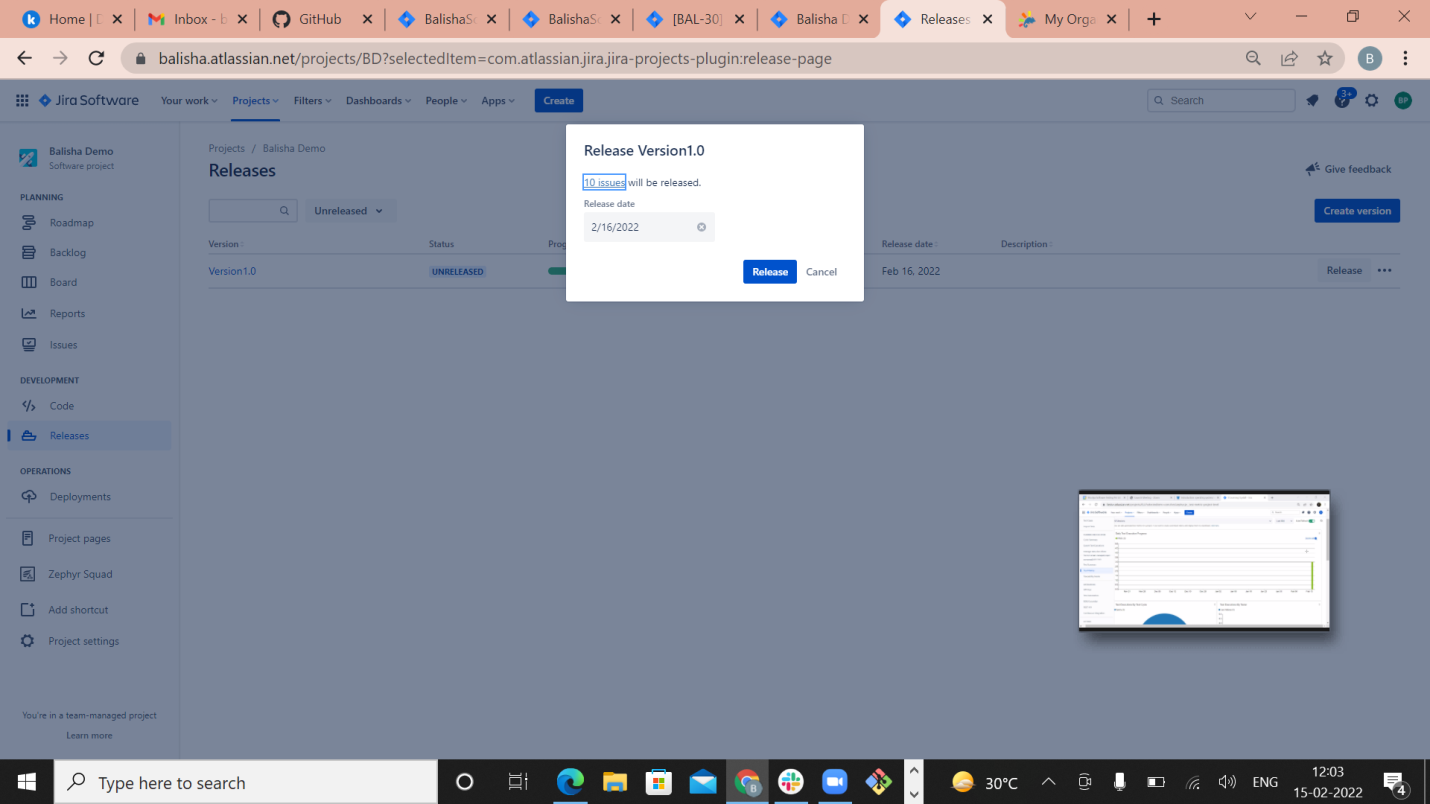 Home | D
Inbox - b
GitHub
BalishaSo
BalishaSo
[BAL-30]
Balisha D
Releases
My Orga
balisha.atlassian.net/projects/BD?selectedItem=com.atlassian.jira.jira-projects-plugin:release-page
B
Jira Software
Your work
Projects
Filters
Dashboards
People
Apps
Create
Search
3+
BP
Balisha Demo
Software project
PLANNING
Roadmap
Backlog
Board
Reports
Issues
DEVELOPMENT
Code
Releases
OPERATIONS
Deployments
Project pages
Zephyr Squad
Add shortcut
Project settings
You're in a team-managed project
Learn more
Projects / Balisha Demo
Releases
Give feedback
Unreleased
Create version
Version Status Prog Release date Description
Version1.0 UNRELEASED Feb 16, 2022 Release
Release Version1.0
10 issues will be released.
Release date
2/16/2022
Release Cancel
Type here to search
30°C
ENG
12:03
15-02-2022
4